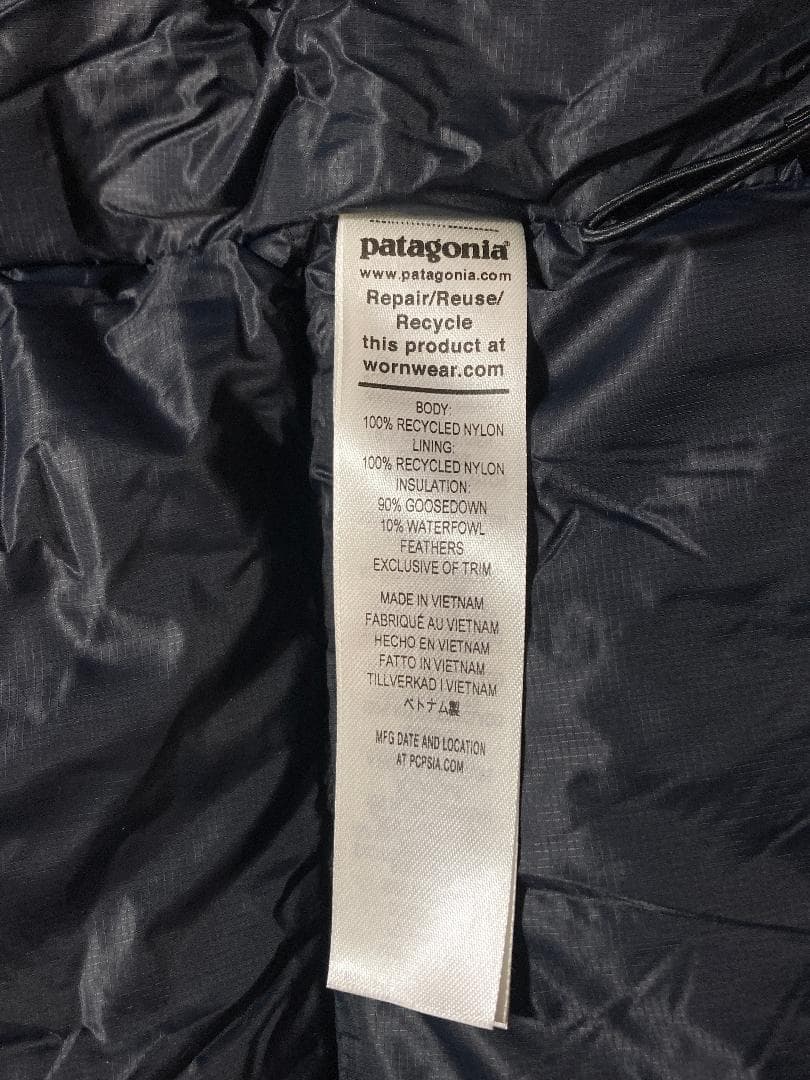 patagonia®
www.patagonia.com
Repair/Reuse/
Recycle
this product at
wornwear.com
BODY:
100% RECYCLED NYLON
LINING:
100% RECYCLED NYLON
INSULATION:
90% GOOSEDOWN
10% WATERFOWL
FEATHERS
EXCLUSIVE OF TRIM
MADE IN VIETNAM
FABRIQUÉ AU VIETNAM
HECHO EN VIETNAM
FATTO IN VIETNAM
TILLVERKAD I VIETNAM
ベトナム製
MFG DATE AND LOCATION
AT PCPSIA.COM